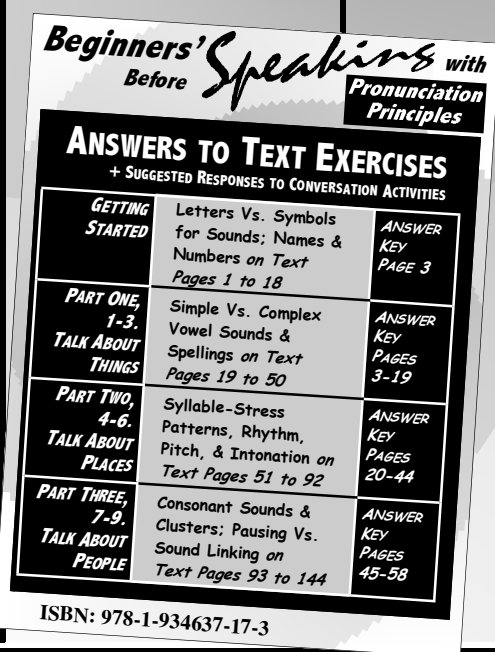 Beginners' Speaking with
Before
Pronunciation
Principles
ANSWERS TO TEXT EXERCISES
+ SUGGESTED RESPONSES TO CONVERSATION ACTIVITIES
GETTING
STARTED
Letters Vs. Symbols
for Sounds; Names &
Numbers on Text
Pages 1 to 18
ANSWER
KEY
PAGE 3
PART ONE,
1-3.
TALK ABOUT
THINGS
Simple Vs. Complex
Vowel Sounds &
Spellings on Text
Pages 19 to 50
ANSWER
KEY
PAGES
3-19
PART TWO,
4-6.
TALK ABOUT
PLACES
Syllable-Stress
Patterns, Rhythm,
Pitch, & Intonation on
Text Pages 51 to 92
ANSWER
KEY
PAGES
20-44
PART THREE,
7-9.
TALK ABOUT
PEOPLE
Consonant Sounds &
Clusters; Pausing Vs.
Sound Linking on
Text Pages 93 to 144
ANSWER
KEY
PAGES
45-58
ISBN: 978-1-934637-17-3